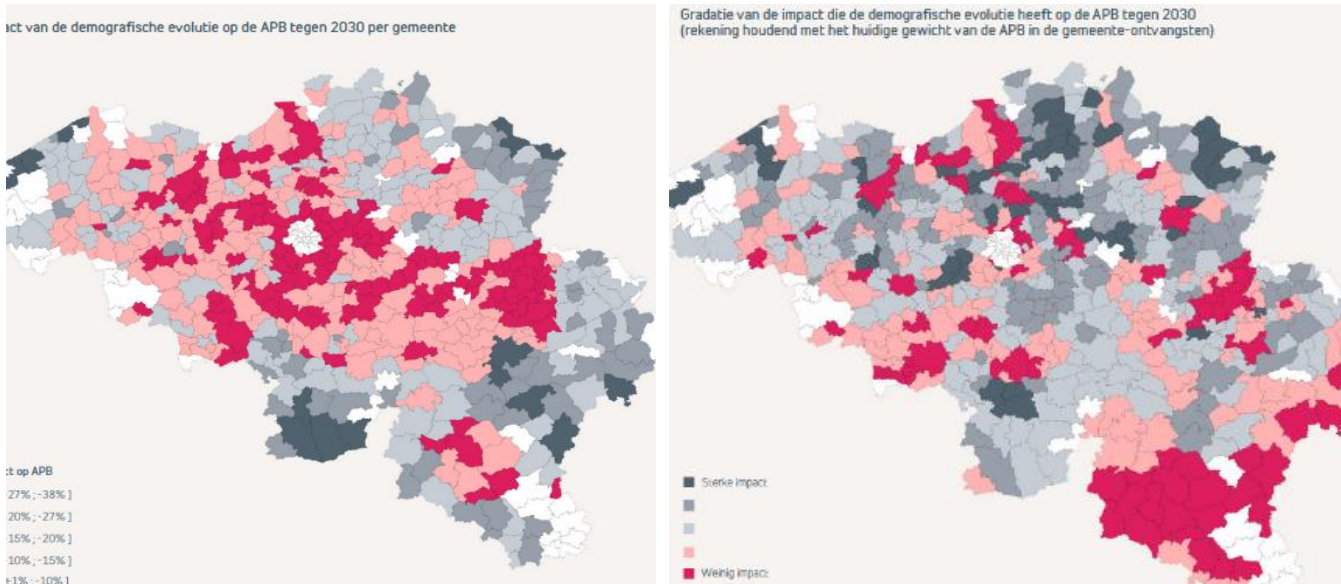 act van de demografische evolutie op de APB tegen 2030 per gemeente
ct op APB
27% ; -38% ]
20% ; -27% ]
15% ; -20% ]
10% ; -15% ]
+1% ; -10% ]
Gradatie van de impact die de demografische evolutie heeft op de APB tegen 2030
(rekening houdend met het huidige gewicht van de APB in de gemeente-ontvangsten)
Sterke impact
Weinig impact